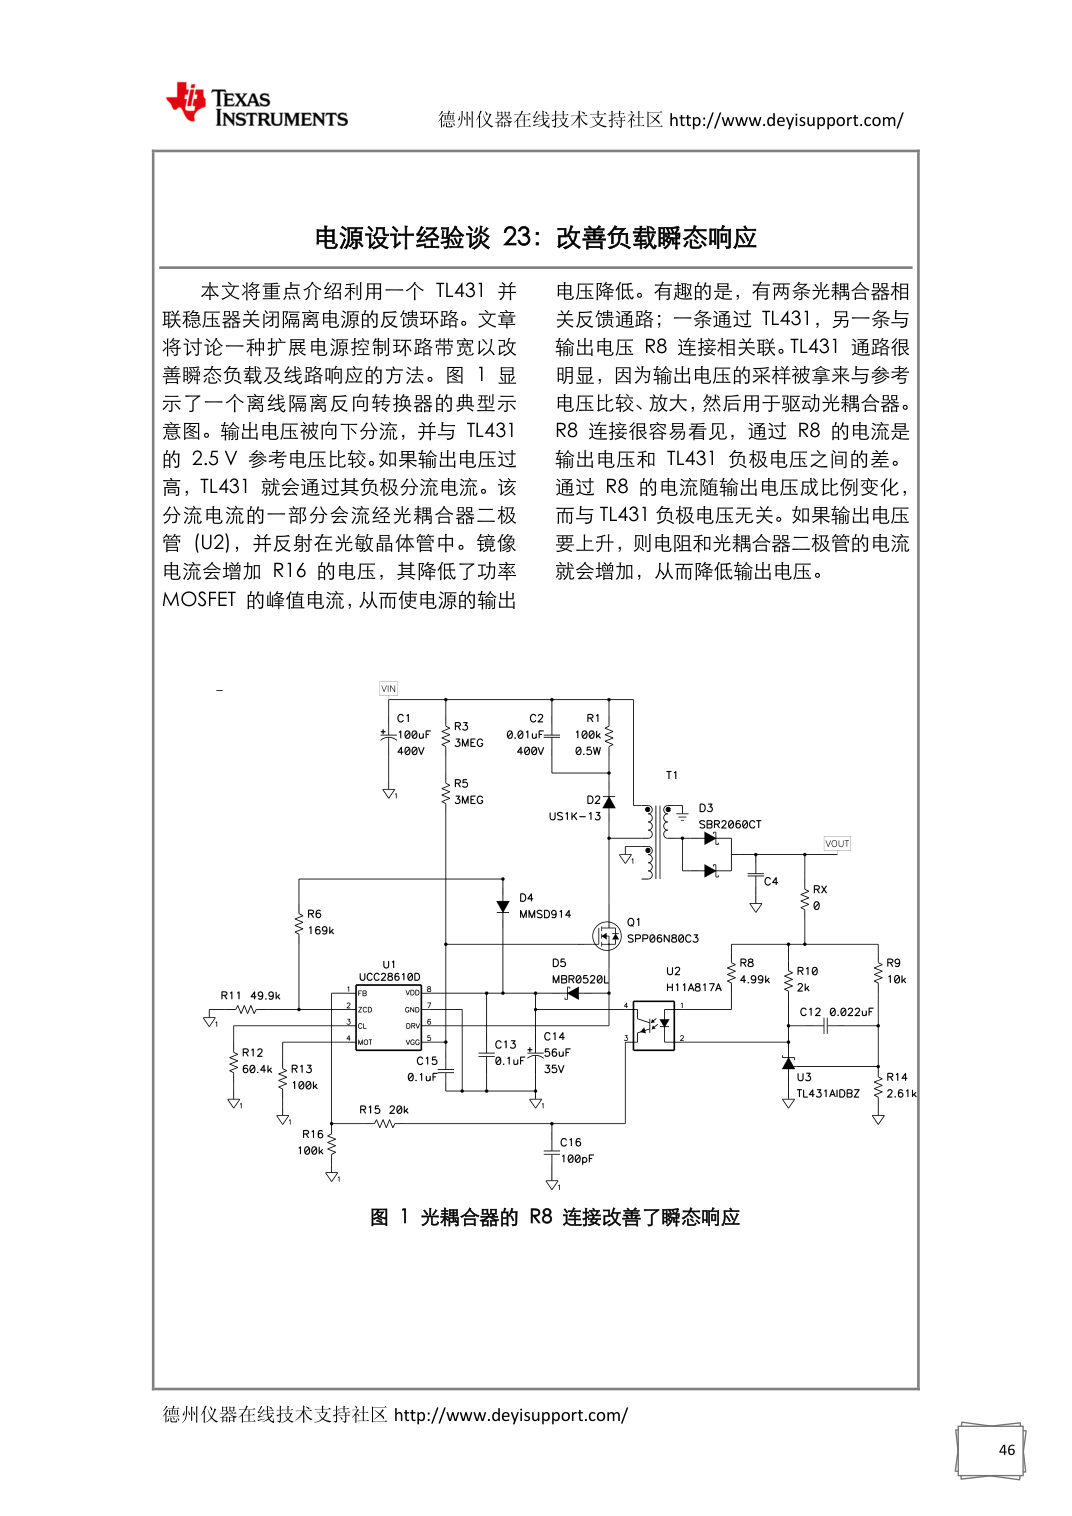 TEXAS
INSTRUMENTS
德州仪器在线技术支持社区 http://www.deyisupport.com/
电源设计经验谈 23：改善负载瞬态响应
本文将重点介绍利用一个 TL431 并
联稳压器关闭隔离电源的反馈环路。文章
将讨论一种扩展电源控制环路带宽以改
善瞬态负载及线路响应的方法。图 1 显
示了一个离线隔离反向转换器的典型示
意图。输出电压被向下分流，并与 TL431
的 2.5 V 参考电压比较。如果输出电压过
高，TL431 就会通过其负极分流电流。该
分流电流的一部分会流经光耦合器二极
管 (U2)，并反射在光敏晶体管中。镜像
电流会增加 R16 的电压，其降低了功率
MOSFET 的峰值电流，从而使电源的输出
电压降低。有趣的是，有两条光耦合器相
关反馈通路；一条通过 TL431，另一条与
输出电压 R8 连接相关联。TL431 通路很
明显，因为输出电压的采样被拿来与参考
电压比较、放大，然后用于驱动光耦合器。
R8 连接很容易看见，通过 R8 的电流是
输出电压和 TL431 负极电压之间的差。
通过 R8 的电流随输出电压成比例变化，
而与 TL431 负极电压无关。如果输出电压
要上升，则电阻和光耦合器二极管的电流
就会增加，从而降低输出电压。
VIN
C1
100uF
400V
R3
3MEG
C2
0.01uF
400V
R1
100k
0.5W
R5
3MEG
D2
US1K-13
T1
D3
SBR2060CT
VOUT
C4
RX
0
D4
MMSD914
R6
169k
Q1
SPP06N80C3
U1
UCC28610D
D5
MBR0520L
U2
H11A817A
R8
4.99k
R10
2k
R9
10k
R11 49.9k
1 FB VDD 8
2 ZCD GND 7
3 CL DRV 6
4 MOT VGG 5
4 1
3 2
C12 0.022uF
R12
60.4k
R13
100k
C15
0.1uF
C13
0.1uF
C14
56uF
35V
U3
TL431AIDBZ
R14
2.61k
R15 20k
R16
100k
C16
100pF
图 1 光耦合器的 R8 连接改善了瞬态响应
德州仪器在线技术支持社区 http://www.deyisupport.com/
46